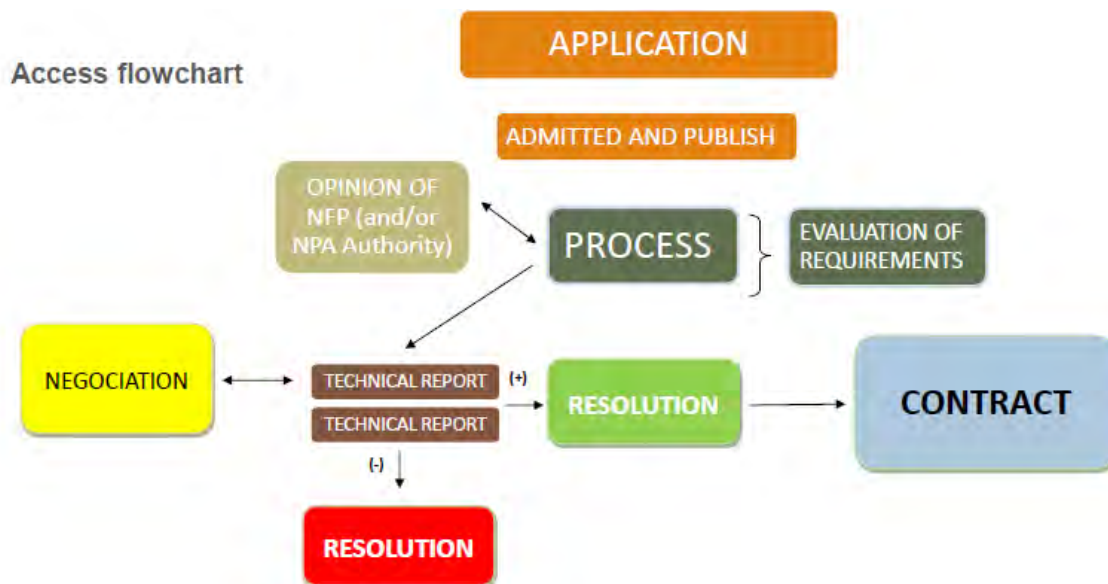 APPLICATION
Access flowchart
ADMITTED AND PUBLISH
OPINION OF
NFP (and/or
NPA Authority)
PROCESS
EVALUATION OF
REQUIREMENTS
NEGOCIATION
TECHNICAL REPORT
(+)
TECHNICAL REPORT
RESOLUTION
CONTRACT
(-)
RESOLUTION